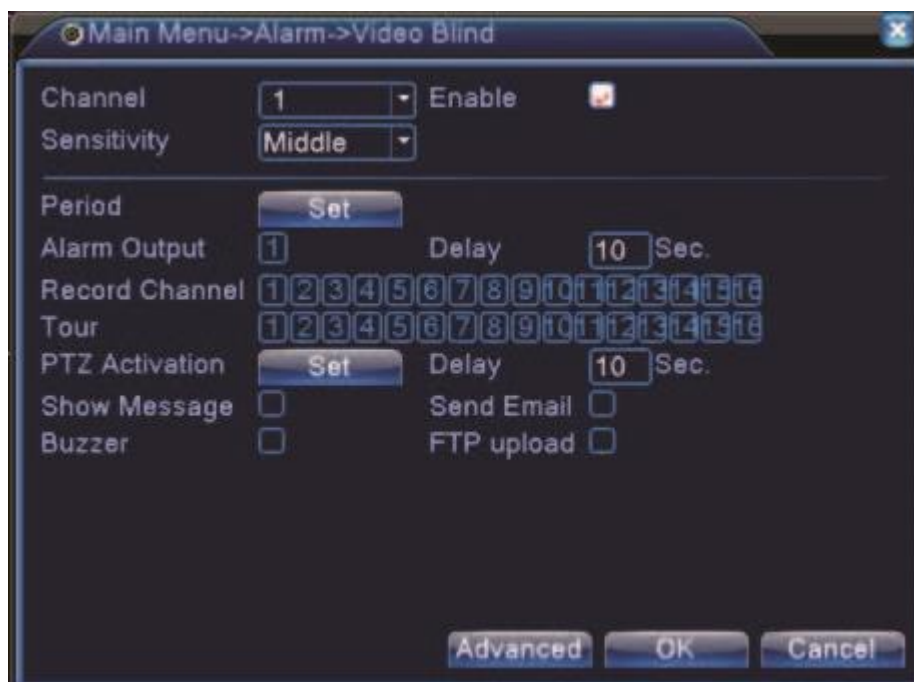 Main Menu->Alarm->Video Blind
Channel 1 Enable
Sensitivity Middle
Period Set
Alarm Output 1 Delay 10 Sec.
Record Channel 1 2 3 4 5 6 7 8 9 10 11 12 13 14 15 16
Tour 1 2 3 4 5 6 7 8 9 10 11 12 13 14 15 16
PTZ Activation Set Delay 10 Sec.
Show Message Send Email
Buzzer FTP upload
Advanced OK Cancel